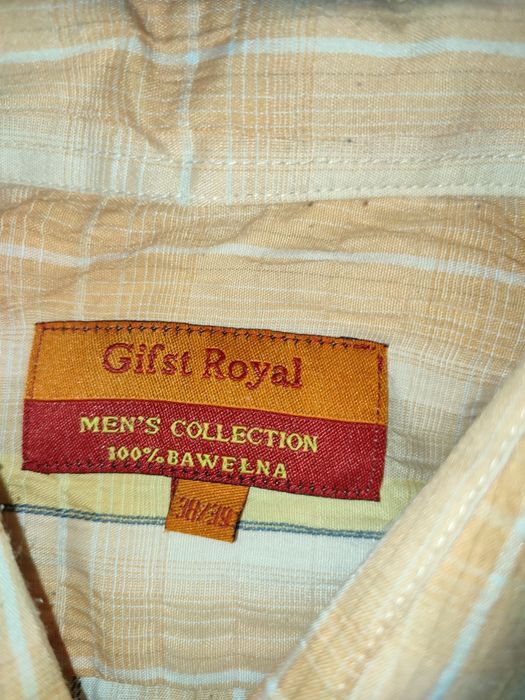 Gifst Royal
MEN'S COLLECTION
100%BAWEŁNA